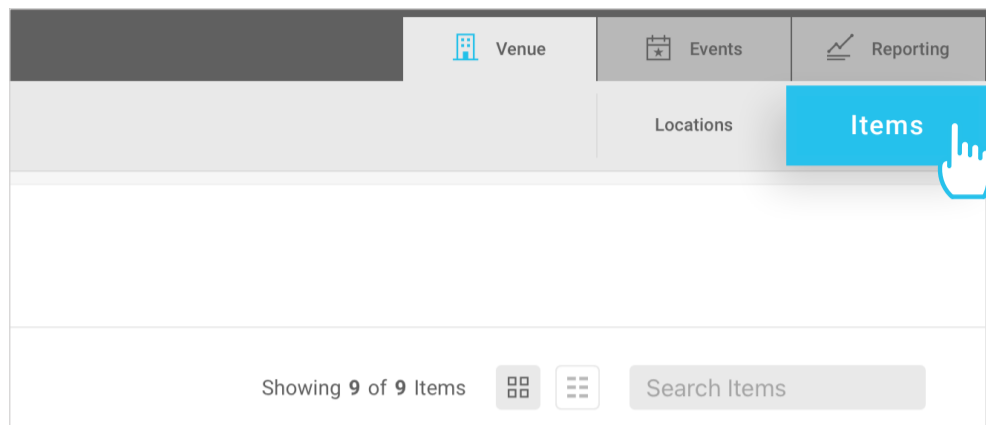 Venue Events Reporting
Locations Items
Showing 9 of 9 Items Search Items